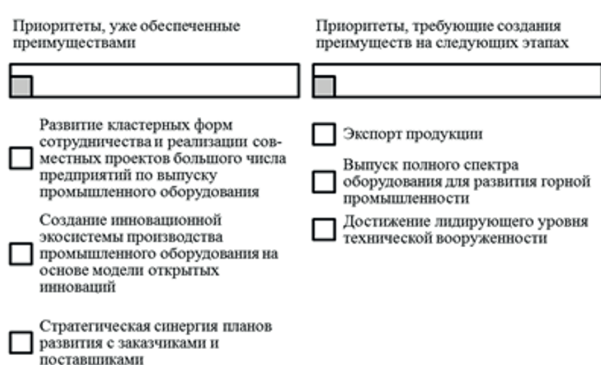 Приоритеты, уже обеспеченные
преимуществами
Развитие кластерных форм
сотрудничества и реализации сов-
местных проектов большого числа
предприятий по выпуску
промышленного оборудования
Создание инновационной
экосистемы производства
промышленного оборудования на
основе модели открытых
инноваций
Стратегическая синергия планов
развития с заказчиками и
поставщиками
Приоритеты, требующие создания
преимуществ на следующих этапах
Экспорт продукции
Выпуск полного спектра
оборудования для развития горной
промышленности
Достижение лидирующего уровня
технической вооруженности